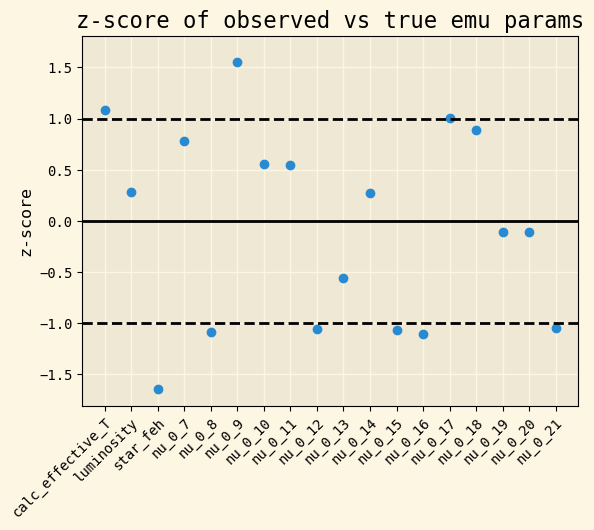 z-score of observed vs true emu params
z-score
1.5
1.0
0.5
0.0
−0.5
−1.0
−1.5
calc_effective_T
luminosity
star_feh
nu_0_7
nu_0_8
nu_0_9
nu_0_10
nu_0_11
nu_0_12
nu_0_13
nu_0_14
nu_0_15
nu_0_16
nu_0_17
nu_0_18
nu_0_19
nu_0_20
nu_0_21